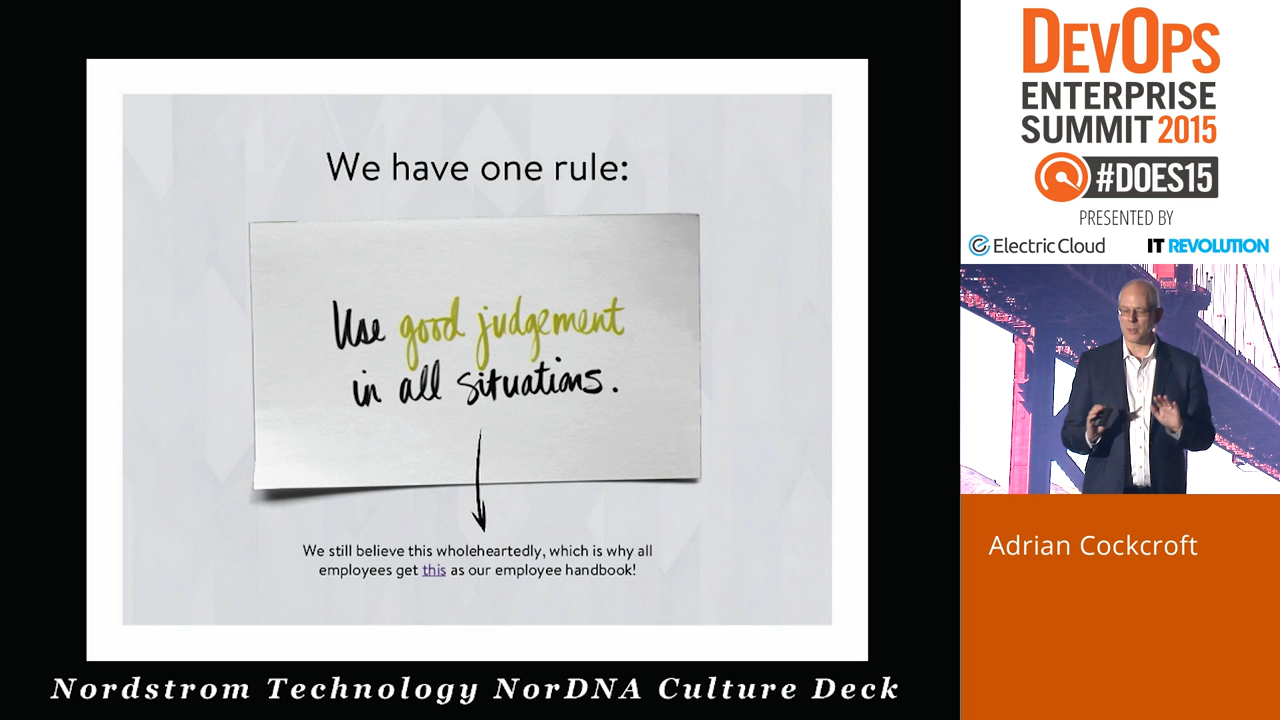 We have one rule:
Use good judgement
in all situations.
We still believe this wholeheartedly, which is why all
employees get this as our employee handbook!
Nordstrom Technology NorDNA Culture Deck
DEVOPS
ENTERPRISE
SUMMIT 2015
#DOES15
PRESENTED BY
Electric Cloud
IT REVOLUTION
Adrian Cockcroft